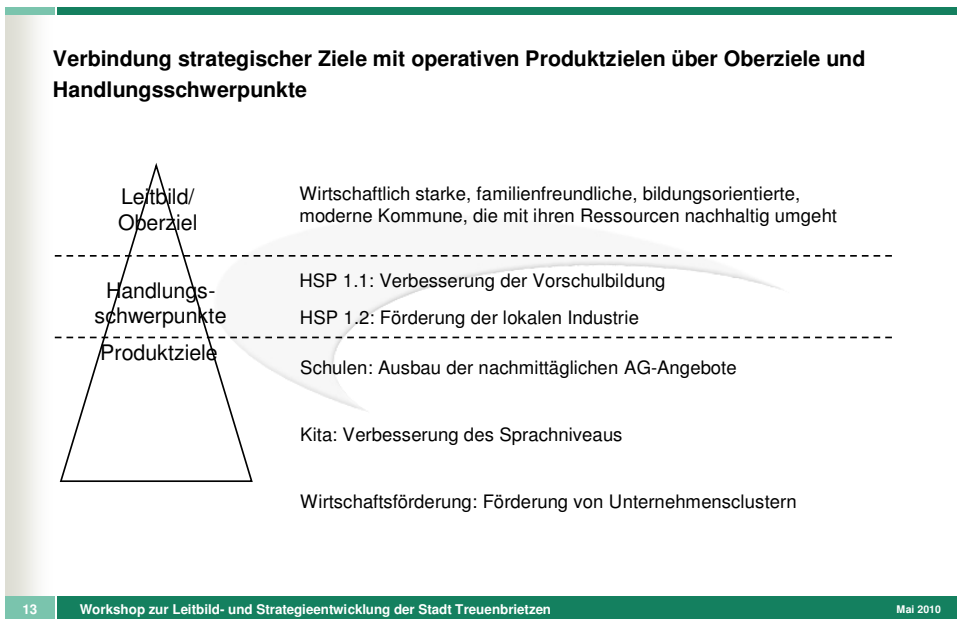 Verbindung strategischer Ziele mit operativen Produktzielen über Oberziele und
Handlungsschwerpunkte
Leitbild/
Oberziel
Wirtschaftlich starke, familienfreundliche, bildungsorientierte,
moderne Kommune, die mit ihren Ressourcen nachhaltig umgeht
Handlungs-
schwerpunkte
HSP 1.1: Verbesserung der Vorschulbildung
HSP 1.2: Förderung der lokalen Industrie
Produktziele
Schulen: Ausbau der nachmittäglichen AG-Angebote
Kita: Verbesserung des Sprachniveaus
Wirtschaftsförderung: Förderung von Unternehmensclustern
13 Workshop zur Leitbild- und Strategieentwicklung der Stadt Treuenbrietzen Mai 2010